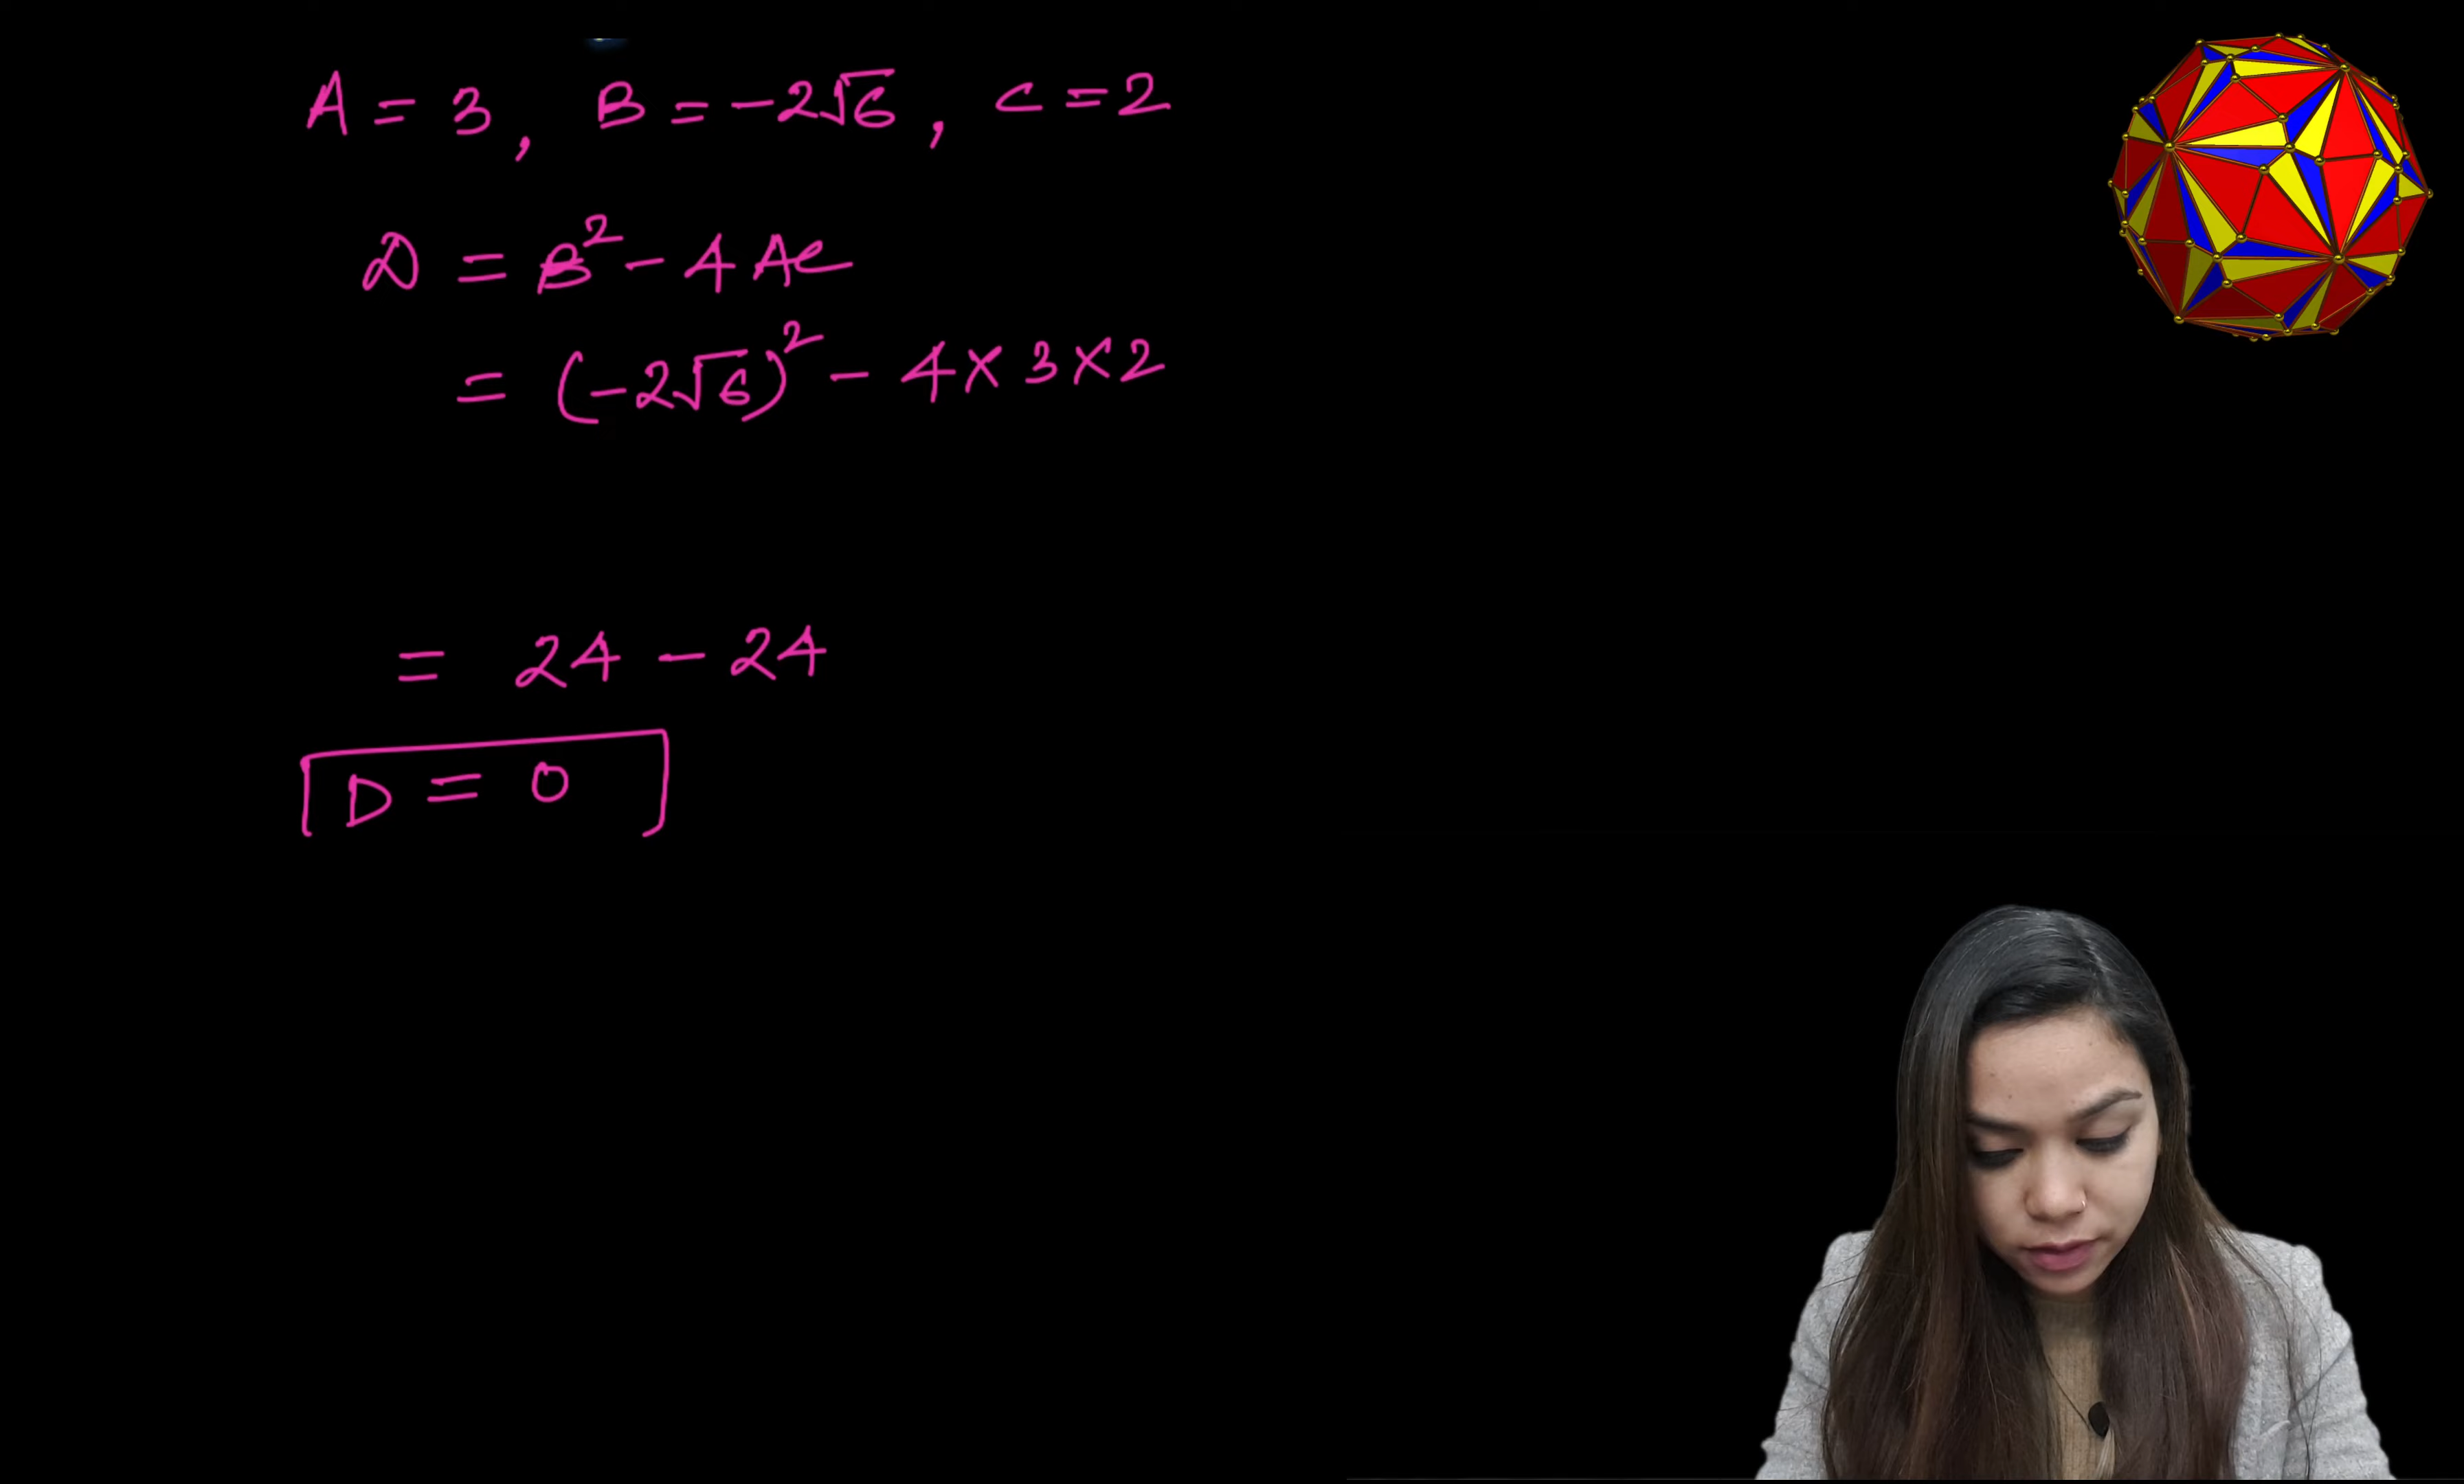 A = 3, B = -2√6, C = 2
D = B² - 4AC
= (-2√6)² - 4×3×2
= 24 - 24
D = 0